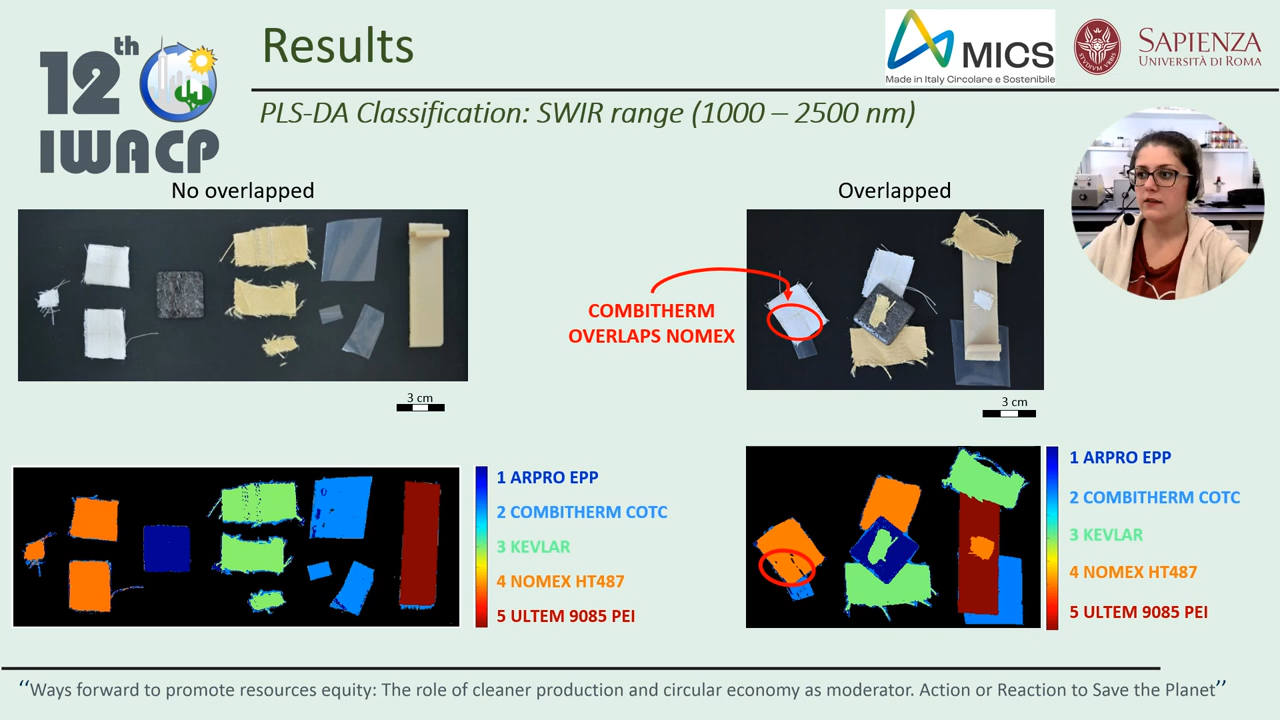 12th
IWACP
Results
MICS
Made in Italy Circolare e Sostenibile
SAPIENZA
UNIVERSITÀ DI ROMA
PLS-DA Classification: SWIR range (1000 – 2500 nm)
No overlapped
Overlapped
COMBITHERM
OVERLAPS NOMEX
3 cm
3 cm
1 ARPRO EPP
2 COMBITHERM COTC
3 KEVLAR
4 NOMEX HT487
5 ULTEM 9085 PEI
1 ARPRO EPP
2 COMBITHERM COTC
3 KEVLAR
4 NOMEX HT487
5 ULTEM 9085 PEI
“Ways forward to promote resources equity: The role of cleaner production and circular economy as moderator. Action or Reaction to Save the Planet”